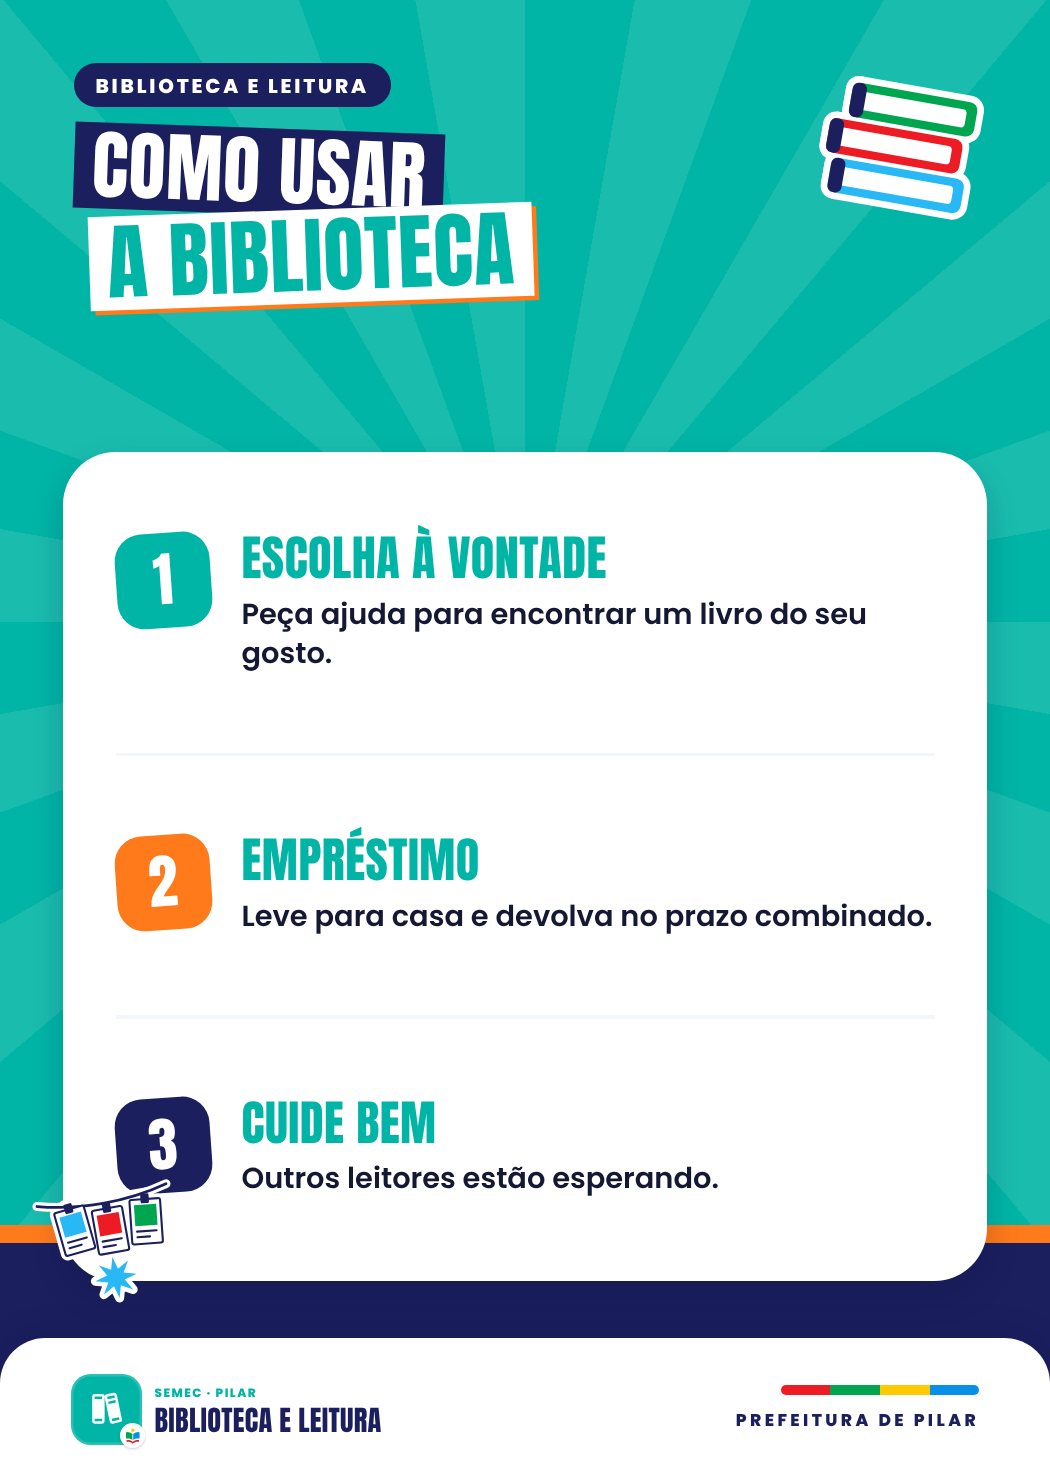 BIBLIOTECA E LEITURA
COMO USAR
A BIBLIOTECA
1
ESCOLHA À VONTADE
Peça ajuda para encontrar um livro do seu
gosto.
2
EMPRÉSTIMO
Leve para casa e devolva no prazo combinado.
3
CUIDE BEM
Outros leitores estão esperando.
SEMEC · PILAR
BIBLIOTECA E LEITURA
PREFEITURA DE PILAR